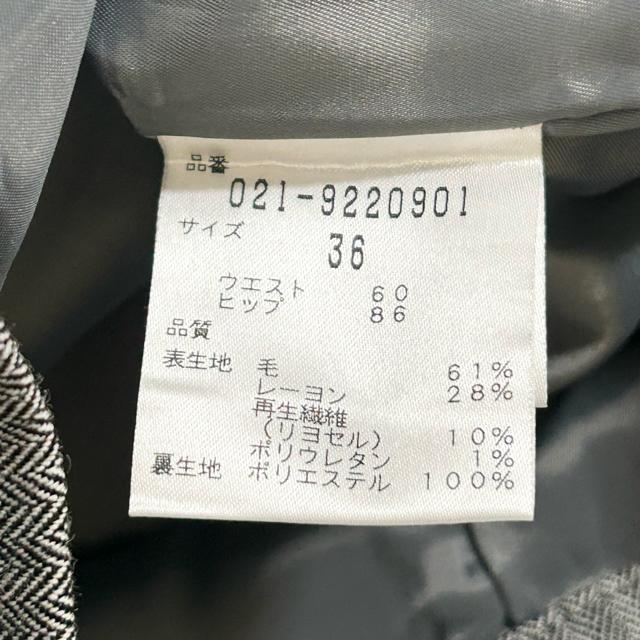 品番
021-9220901
サイズ
36
ウエスト 60
ヒップ 86
品質
表生地 毛 61%
レーヨン 28%
再生繊維
(リヨセル) 10%
ポリウレタン 1%
裏生地 ポリエステル 100%